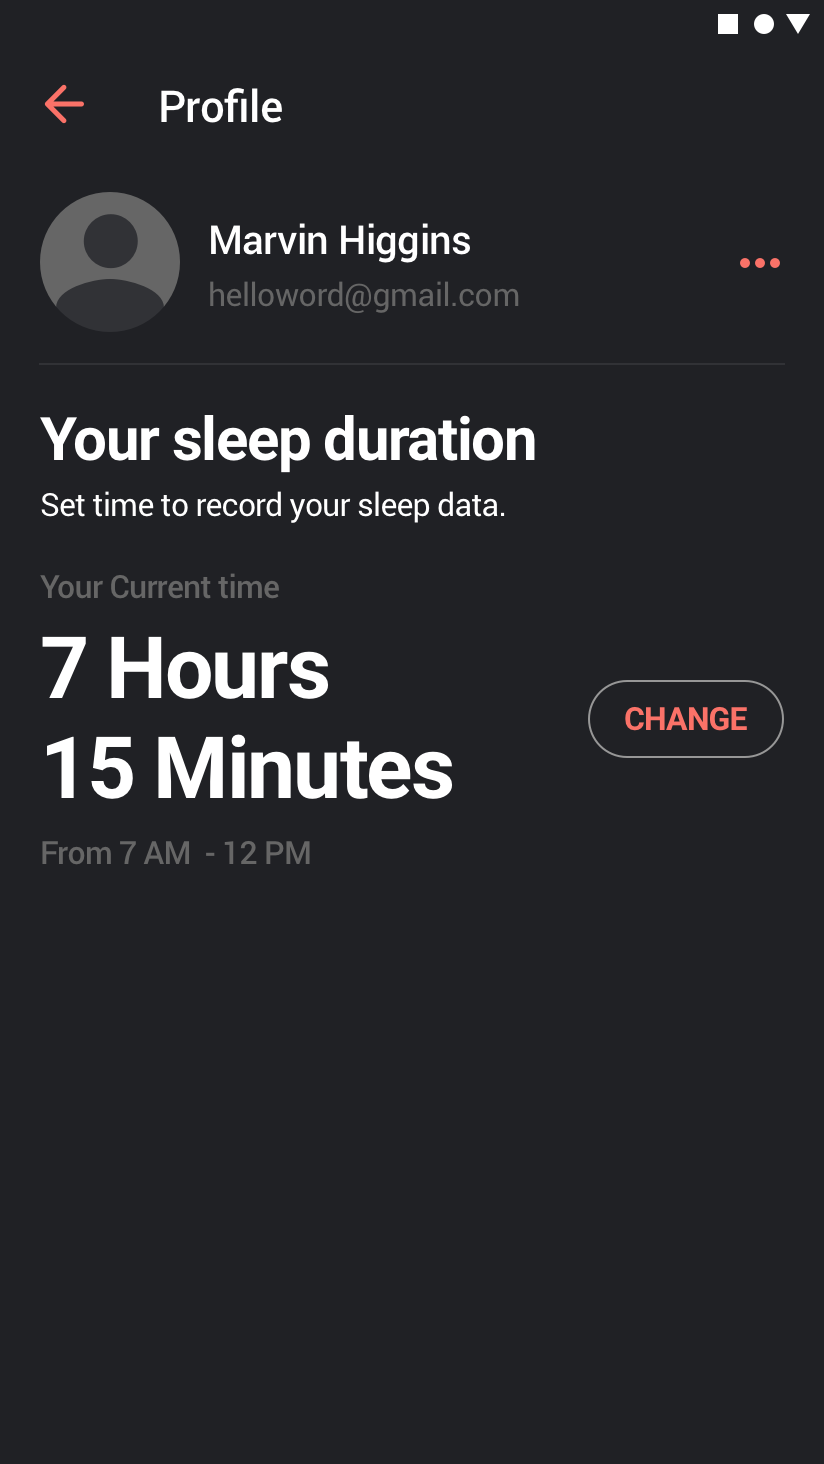 Profile
Marvin Higgins
helloword@gmail.com
Your sleep duration
Set time to record your sleep data.
Your Current time
7 Hours
15 Minutes
CHANGE
From 7 AM  - 12 PM